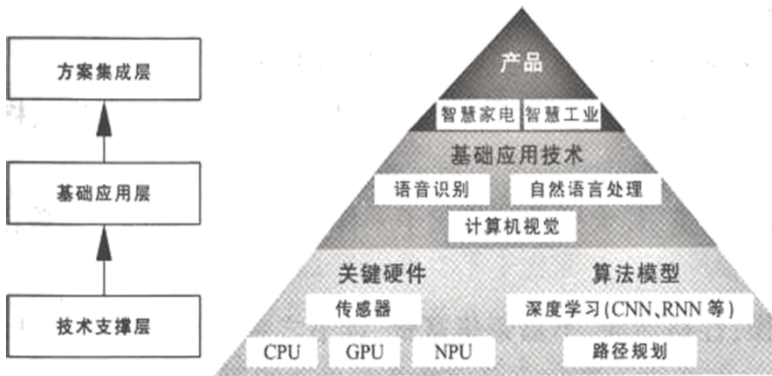 方案集成层
基础应用层
技术支撑层
产品
智慧家电 智慧工业
基础应用技术
语音识别 自然语言处理
计算机视觉
关键硬件 算法模型
传感器 深度学习(CNN、RNN 等)
CPU GPU NPU 路径规划